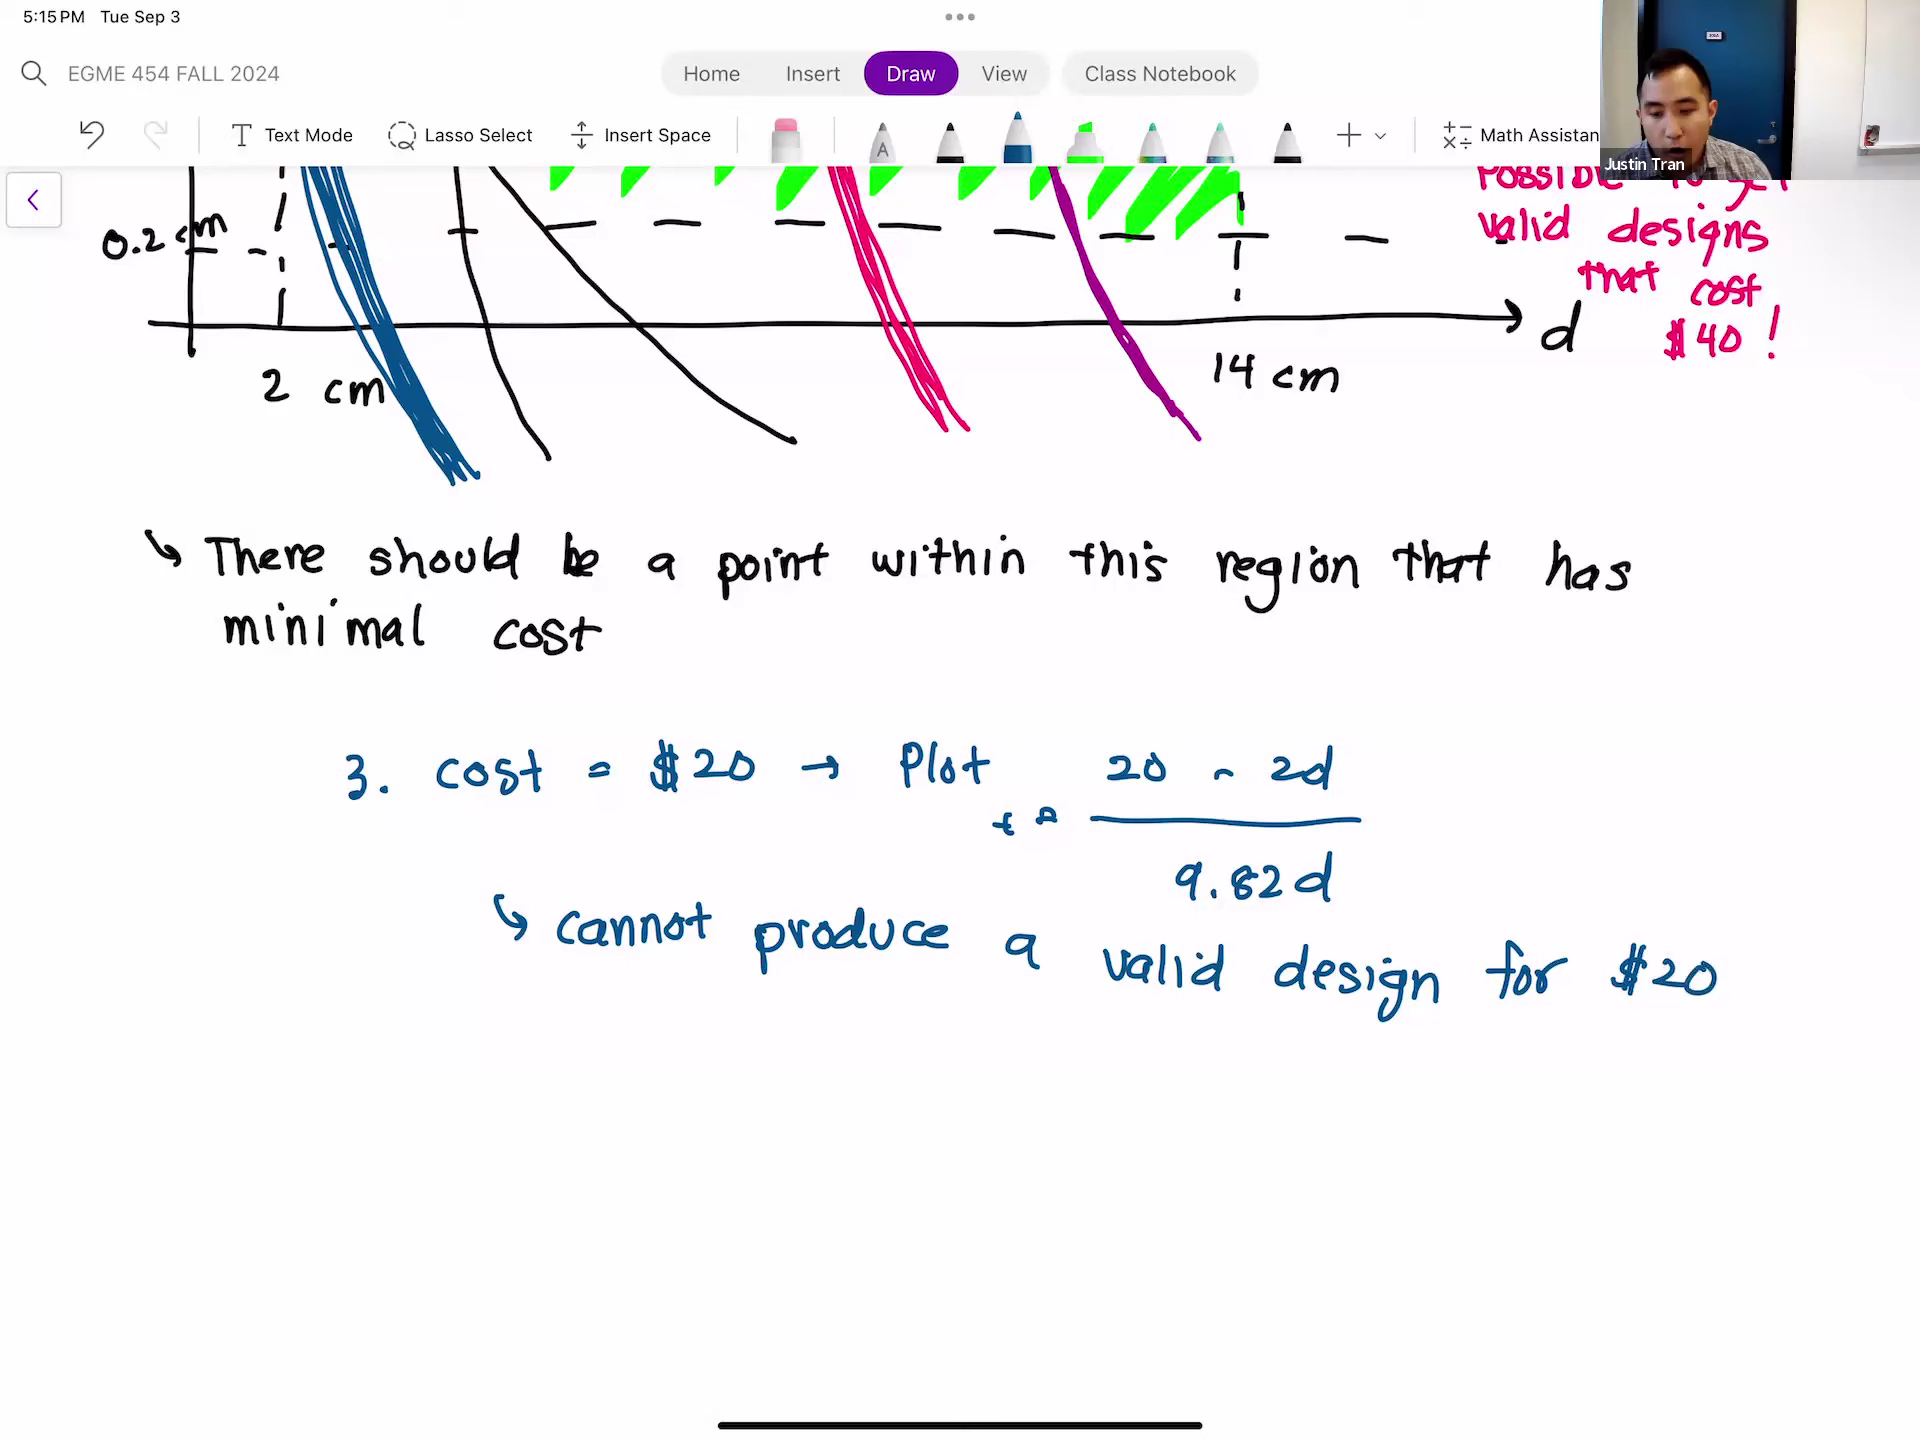 5:15 PM Tue Sep 3
EGME 454 FALL 2024
Home Insert Draw View Class Notebook
Text Mode Lasso Select Insert Space Math Assistan
Justin Tran
Possible to get
valid designs
that cost
$40!
0.2 cm
d
2 cm
14 cm
There should be a point within this region that has
minimal cost
3. cost = $20 → Plot t = 20 - 2d
9.82d
cannot produce a valid design for $20